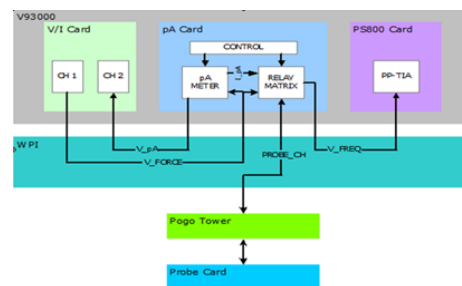 V93000
V/I Card
pA Card
PS800 Card
CONTROL
CH 1
CH 2
pA
METER
RELAY
MATRIX
PP-TIA
V_pA
V_FORCE
PROBE_CH
V_FREQ
W PI
Pogo Tower
Probe Card